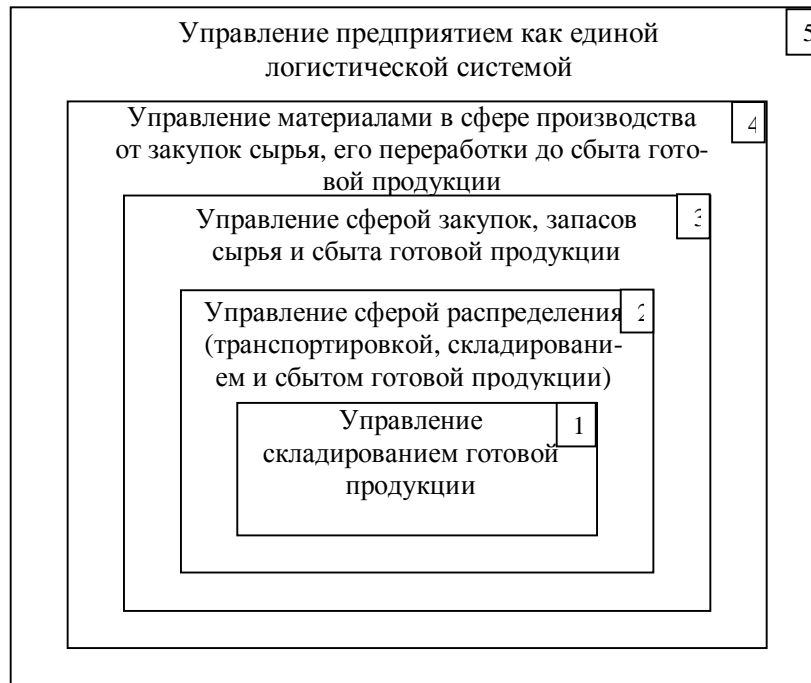 Управление предприятием как единой
5
логистической системой
Управление материалами в сфере производства
4
от закупок сырья, его переработки до сбыта гото-
вой продукции
Управление сферой закупок, запасов
3
сырья и сбыта готовой продукции
Управление сферой распределения
2
(транспортировкой, складировани-
ем и сбытом готовой продукции)
Управление
1
складированием готовой
продукции